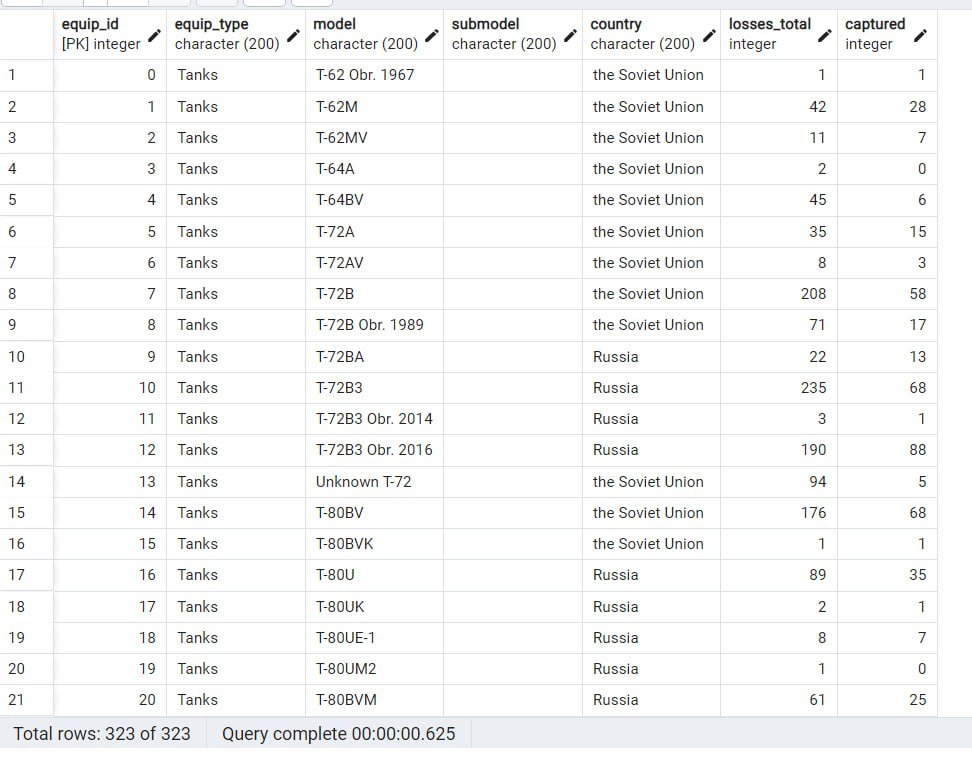 equip_id equip_type model submodel country losses_total captured
[PK] integer character (200) character (200) character (200) character (200) integer integer
1 0 Tanks T-62 Obr. 1967 the Soviet Union 1 1
2 1 Tanks T-62M the Soviet Union 42 28
3 2 Tanks T-62MV the Soviet Union 11 7
4 3 Tanks T-64A the Soviet Union 2 0
5 4 Tanks T-64BV the Soviet Union 45 6
6 5 Tanks T-72A the Soviet Union 35 15
7 6 Tanks T-72AV the Soviet Union 8 3
8 7 Tanks T-72B the Soviet Union 208 58
9 8 Tanks T-72B Obr. 1989 the Soviet Union 71 17
10 9 Tanks T-72BA Russia 22 13
11 10 Tanks T-72B3 Russia 235 68
12 11 Tanks T-72B3 Obr. 2014 Russia 3 1
13 12 Tanks T-72B3 Obr. 2016 Russia 190 88
14 13 Tanks Unknown T-72 the Soviet Union 94 5
15 14 Tanks T-80BV the Soviet Union 176 68
16 15 Tanks T-80BVK the Soviet Union 1 1
17 16 Tanks T-80U Russia 89 35
18 17 Tanks T-80UK Russia 2 1
19 18 Tanks T-80UE-1 Russia 8 7
20 19 Tanks T-80UM2 Russia 1 0
21 20 Tanks T-80BVM Russia 61 25
Total rows: 323 of 323 Query complete 00:00:00.625